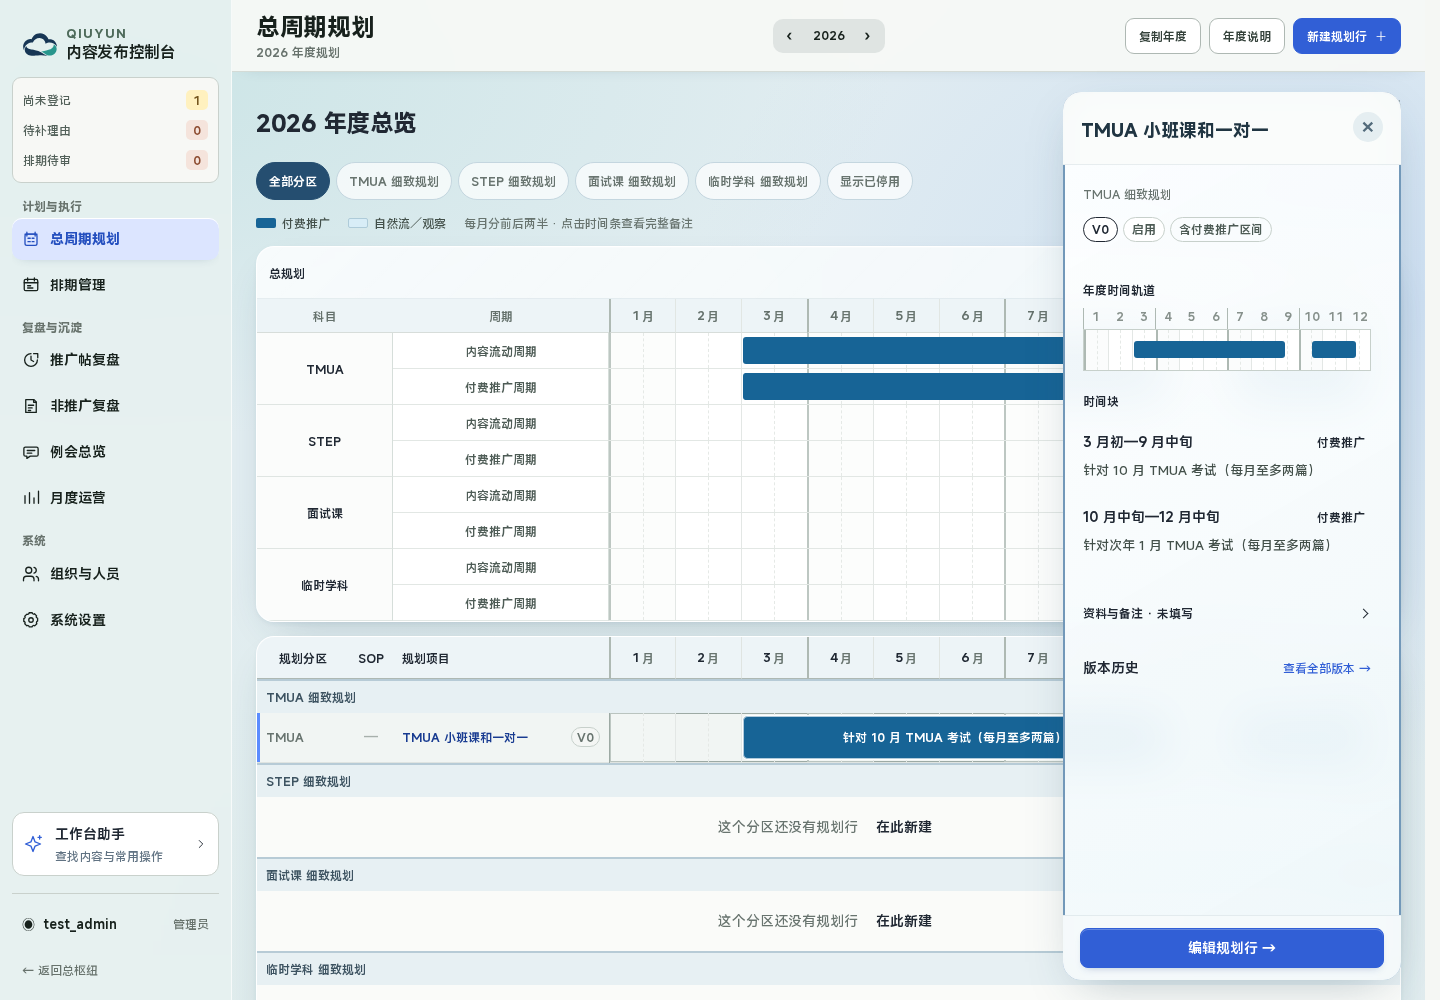 QIUYUN
内容发布控制台
尚未登记 1
待补理由 0
排期待审 0
计划与执行
总周期规划
排期管理
复盘与沉淀
推广帖复盘
非推广复盘
例会总览
月度运营
系统
组织与人员
系统设置
工作台助手
查找内容与常用操作
test_admin 管理员
← 返回总枢纽
总周期规划
2026 年度规划
‹ 2026 ›
复制年度 年度说明 新建规划行 +
2026 年度总览
全部分区 TMUA 细致规划 STEP 细致规划 面试课 细致规划 临时学科 细致规划 显示已停用
付费推广 自然流／观察 每月分前后两半 · 点击时间条查看完整备注
总规划
科目 周期 1 月 2 月 3 月 4 月 5 月 6 月 7 月
TMUA 内容流动周期
付费推广周期
STEP 内容流动周期
付费推广周期
面试课 内容流动周期
付费推广周期
临时学科 内容流动周期
付费推广周期
规划分区 SOP 规划项目 1 月 2 月 3 月 4 月 5 月 6 月 7 月
TMUA 细致规划
TMUA — TMUA 小班课和一对一 V0 针对 10 月 TMUA 考试（每月至多两篇）
STEP 细致规划
这个分区还没有规划行 在此新建
面试课 细致规划
这个分区还没有规划行 在此新建
临时学科 细致规划
TMUA 小班课和一对一 ×
TMUA 细致规划
V0 启用 含付费推广区间
年度时间轨道
1 2 3 4 5 6 7 8 9 10 11 12
时间块
3 月初—9 月中旬 付费推广
针对 10 月 TMUA 考试（每月至多两篇）
10 月中旬—12 月中旬 付费推广
针对次年 1 月 TMUA 考试（每月至多两篇）
资料与备注 · 未填写
版本历史 查看全部版本 →
编辑规划行 →